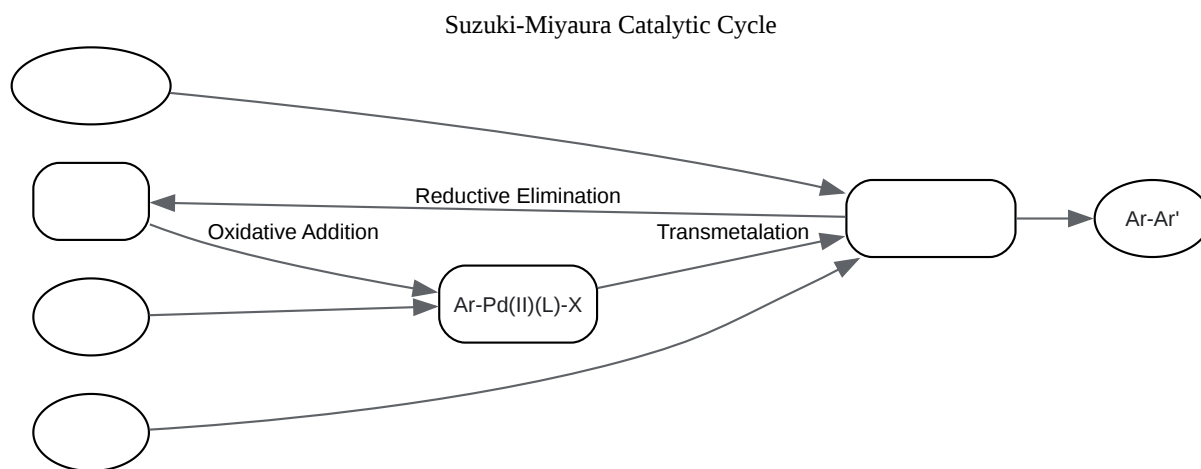 Suzuki-Miyaura Catalytic Cycle
Reductive Elimination
Oxidative Addition
Transmetalation
Ar-Ar'
Ar-Pd(II)(L)-X